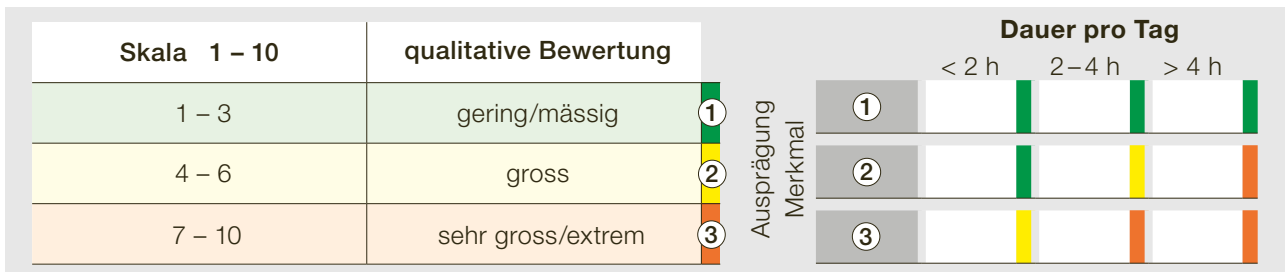 Skala 1 – 10 qualitative Bewertung
1 – 3 gering/mässig 1
4 – 6 gross 2
7 – 10 sehr gross/extrem 3
Dauer pro Tag
< 2 h 2 – 4 h > 4 h
Ausprägung
Merkmal
1
2
3